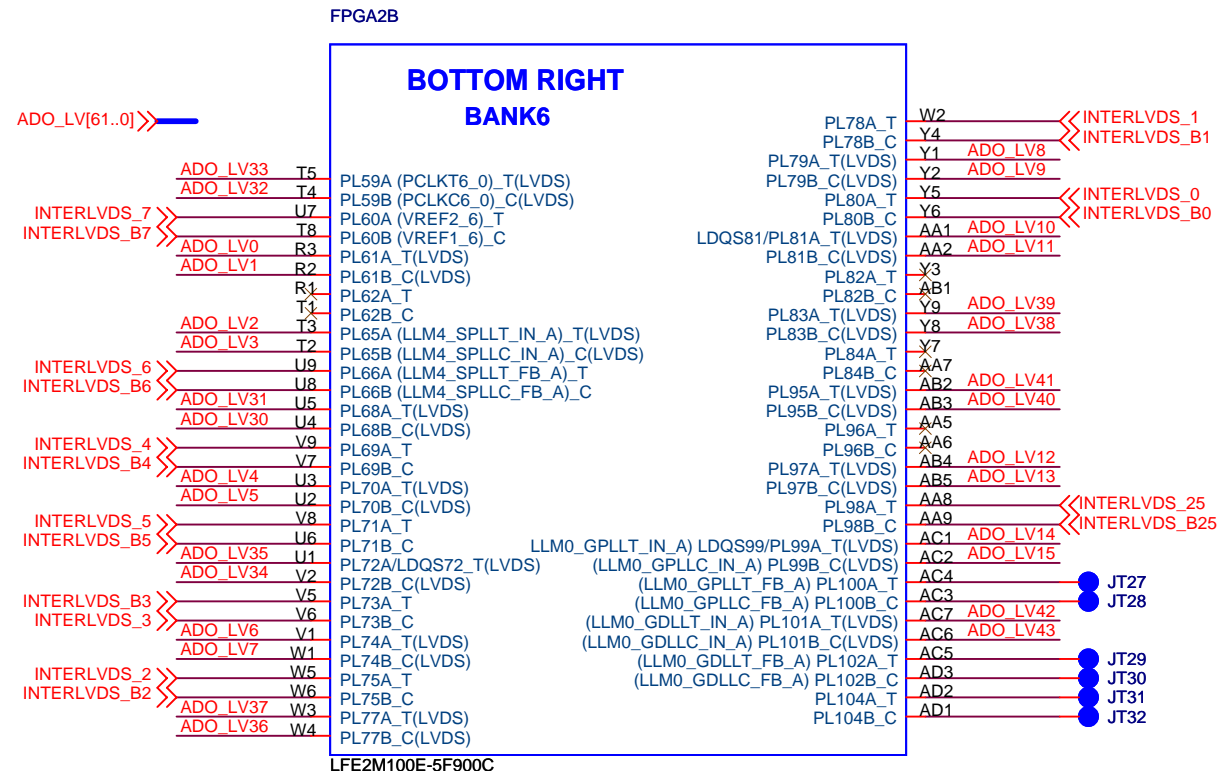 FPGA2B
BOTTOM RIGHT
BANK6
ADO_LV[61..0]
ADO_LV33 T5 PL59A (PCLKT6_0)_T(LVDS)
ADO_LV32 T4 PL59B (PCLKC6_0)_C(LVDS)
INTERLVDS_7 U7 PL60A (VREF2_6)_T
INTERLVDS_B7 T8 PL60B (VREF1_6)_C
ADO_LV0 R3 PL61A_T(LVDS)
ADO_LV1 R2 PL61B_C(LVDS)
R1 PL62A_T
T1 PL62B_C
ADO_LV2 T3 PL65A (LLM4_SPLLT_IN_A)_T(LVDS)
ADO_LV3 T2 PL65B (LLM4_SPLLC_IN_A)_C(LVDS)
INTERLVDS_6 U9 PL66A (LLM4_SPLLT_FB_A)_T
INTERLVDS_B6 U8 PL66B (LLM4_SPLLC_FB_A)_C
ADO_LV31 U5 PL68A_T(LVDS)
ADO_LV30 U4 PL68B_C(LVDS)
INTERLVDS_4 V9 PL69A_T
INTERLVDS_B4 V7 PL69B_C
ADO_LV4 U3 PL70A_T(LVDS)
ADO_LV5 U2 PL70B_C(LVDS)
INTERLVDS_5 V8 PL71A_T
INTERLVDS_B5 U6 PL71B_C
ADO_LV35 U1 PL72A/LDQS72_T(LVDS)
ADO_LV34 V2 PL72B_C(LVDS)
INTERLVDS_B3 V5 PL73A_T
INTERLVDS_3 V6 PL73B_C
ADO_LV6 V1 PL74A_T(LVDS)
ADO_LV7 W1 PL74B_C(LVDS)
INTERLVDS_2 W5 PL75A_T
INTERLVDS_B2 W6 PL75B_C
ADO_LV37 W3 PL77A_T(LVDS)
ADO_LV36 W4 PL77B_C(LVDS)
PL78A_T W2 INTERLVDS_1
PL78B_C Y4 INTERLVDS_B1
PL79A_T(LVDS) Y1 ADO_LV8
PL79B_C(LVDS) Y2 ADO_LV9
PL80A_T Y5 INTERLVDS_0
PL80B_C Y6 INTERLVDS_B0
LDQS81/PL81A_T(LVDS) AA1 ADO_LV10
PL81B_C(LVDS) AA2 ADO_LV11
PL82A_T Y3
PL82B_C AB1
PL83A_T(LVDS) Y9 ADO_LV39
PL83B_C(LVDS) Y8 ADO_LV38
PL84A_T Y7
PL84B_C AA7
PL95A_T(LVDS) AB2 ADO_LV41
PL95B_C(LVDS) AB3 ADO_LV40
PL96A_T AA5
PL96B_C AA6
PL97A_T(LVDS) AB4 ADO_LV12
PL97B_C(LVDS) AB5 ADO_LV13
PL98A_T AA8 INTERLVDS_25
PL98B_C AA9 INTERLVDS_B25
LLM0_GPLLT_IN_A) LDQS99/PL99A_T(LVDS) AC1 ADO_LV14
(LLM0_GPLLC_IN_A) PL99B_C(LVDS) AC2 ADO_LV15
(LLM0_GPLLT_FB_A) PL100A_T AC4 JT27
(LLM0_GPLLC_FB_A) PL100B_C AC3 JT28
(LLM0_GDLLT_IN_A) PL101A_T(LVDS) AC7 ADO_LV42
(LLM0_GDLLC_IN_A) PL101B_C(LVDS) AC6 ADO_LV43
(LLM0_GDLLT_FB_A) PL102A_T AC5 JT29
(LLM0_GDLLC_FB_A) PL102B_C AD3 JT30
PL104A_T AD2 JT31
PL104B_C AD1 JT32
LFE2M100E-5F900C